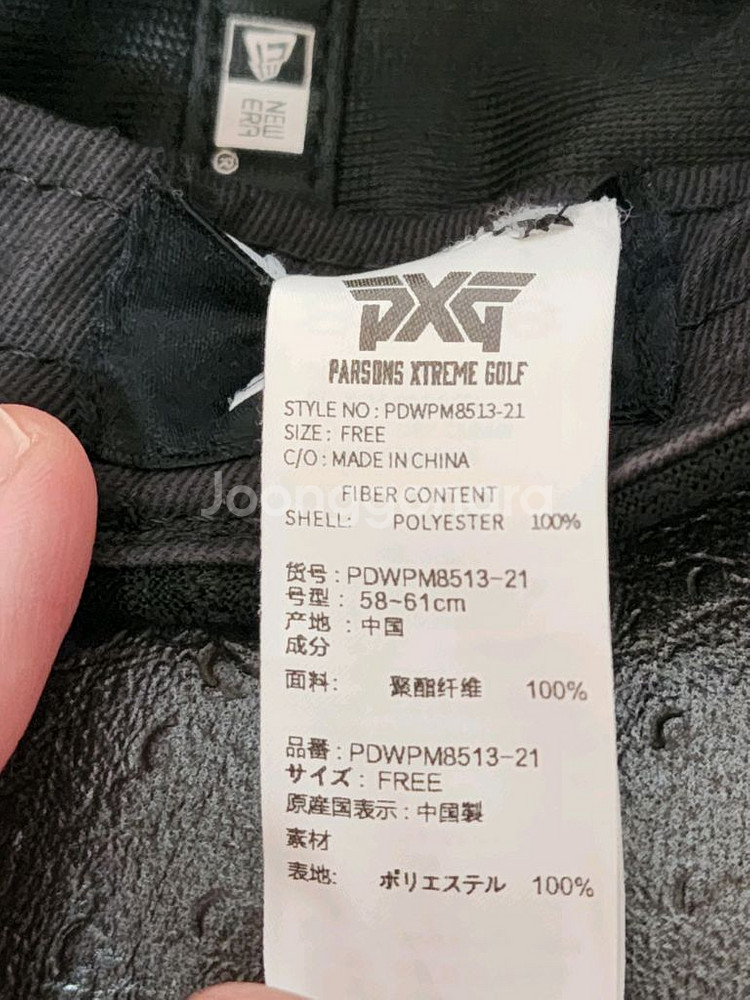 NEW
ERA
®
PXG
PARSONS XTREME GOLF
STYLE NO : PDWPM8513-21
SIZE : FREE
C/O : MADE IN CHINA
Joonggonara
FIBER CONTENT
SHELL: POLYESTER 100%
货号 : PDWPM8513-21
号型 : 58~61cm
产地 : 中国
成分
面料: 聚酯纤维 100%
品番 : PDWPM8513-21
サイズ : FREE
原産国表示 : 中国製
素材
表地: ポリエステル 100%